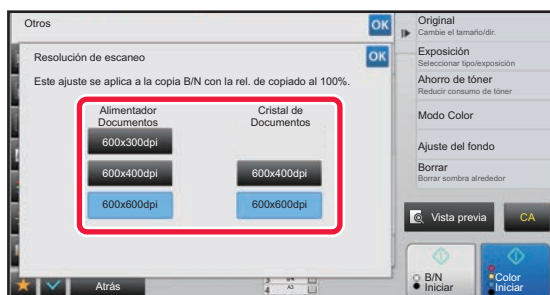 Otros
OK
Resolución de escaneo
OK
Este ajuste se aplica a la copia B/N con la rel. de copiado al 100%.
Alimentador
Documentos
Cristal de
Documentos
600x300dpi
600x400dpi
600x400dpi
600x600dpi
600x600dpi
Atrás
Original
Cambie el tamaño/dir.
Exposición
Seleccionar tipo/exposición
Ahorro de tóner
Reducir consumo de tóner
Modo Color
Ajuste del fondo
Borrar
Borrar sombra alrededor
Vista previa
CA
B/N
Iniciar
Color
Iniciar
4 A3